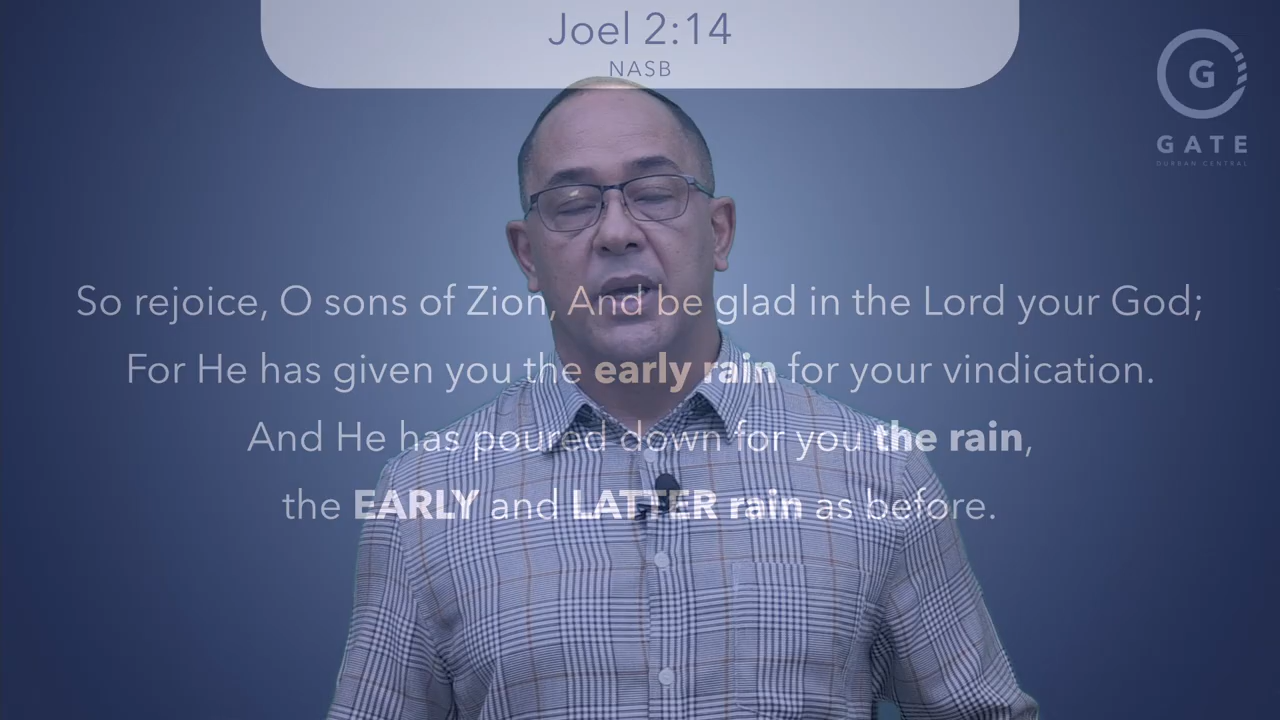 Joel 2:14
NASB
G
GATE
DURBAN CENTRAL
So rejoice, O sons of Zion, And be glad in the Lord your God;
For He has given you the early rain for your vindication.
And He has poured down for you the rain,
the EARLY and LATTER rain as before.